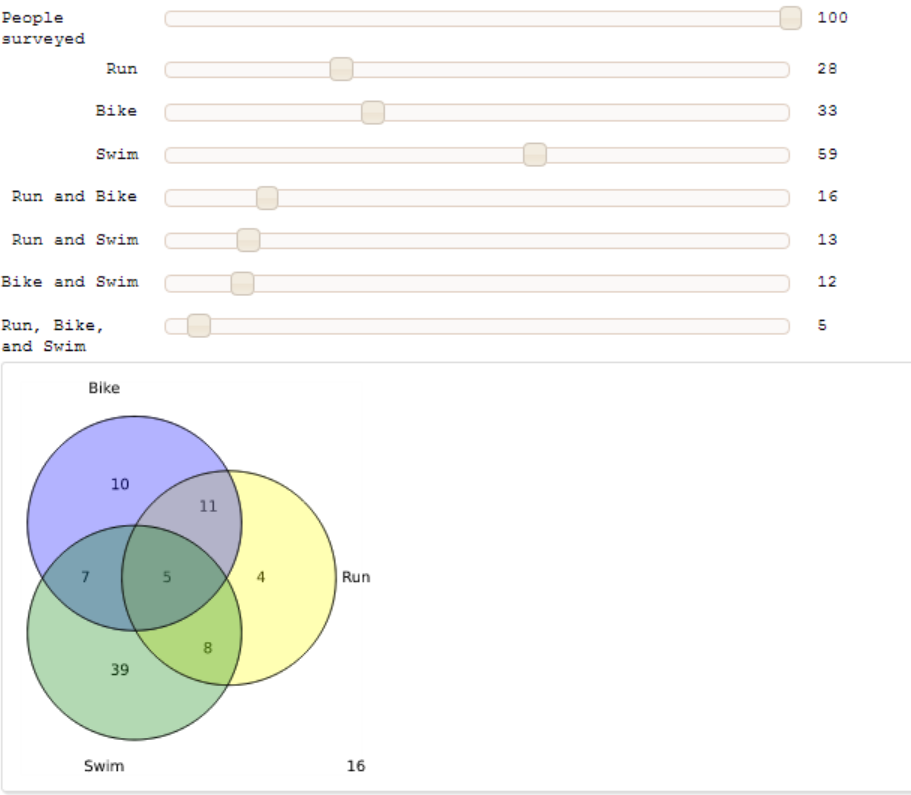 People 100
surveyed
Run 28
Bike 33
Swim 59
Run and Bike 16
Run and Swim 13
Bike and Swim 12
Run, Bike, 5
and Swim
Bike
10
11
7 5 4 Run
8
39
Swim 16